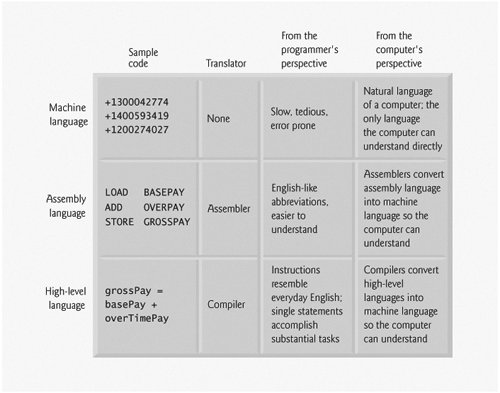 Sample
code
Translator
From the
programmer's
perspective
From the
computer's
perspective
Machine
language
+1300042774
+1400593419
+1200274027
None
Slow, tedious,
error prone
Natural language
of a computer; the
only language
the computer can
understand directly
Assembly
language
LOAD BASEPAY
ADD OVERPAY
STORE GROSSPAY
Assembler
English-like
abbreviations,
easier to
understand
Assemblers convert
assembly language
into machine
language so the
computer can
understand
High-level
language
grossPay =
basePay +
overTimePay
Compiler
Instructions
resemble
everyday English;
single statements
accomplish
substantial tasks
Compilers convert
high-level
languages into
machine language
so the computer
can understand